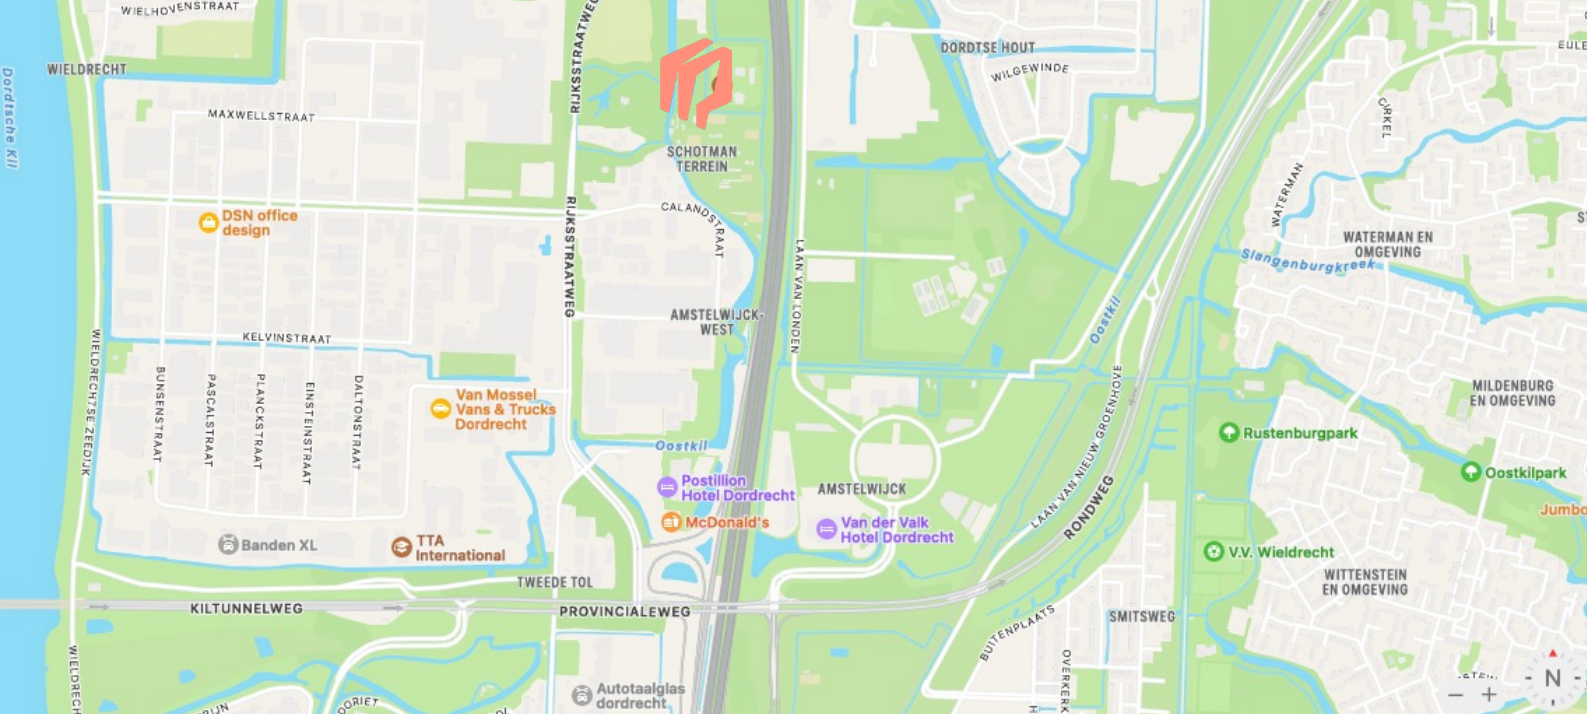 WIELHOVENSTRAAT
WIELDRECHT
Dordtsche Kil
MAXWELLSTRAAT
RIJKSSTRAATWEG
SCHOTMAN
TERREIN
DORDTSE HOUT
WILGEWINDE
CIRKEL
WATERMAN
WATERMAN EN
OMGEVING
Slangenburgkreek
DSN office
design
RIJKSSTRAATWEG
CALANDSTRAAT
LAAN VAN LONDEN
AMSTELWIJCK-
WEST
Oostkil
KELVINSTRAAT
WIELDRECHTSE ZEEDIJK
BUNSENSTRAAT
PASCALSTRAAT
PLANCKSTRAAT
EINSTEINSTRAAT
DALTONSTRAAT
Van Mossel
Vans & Trucks
Dordrecht
Oostkil
MILDENBURG
EN OMGEVING
LAAN VAN NIEUW GROENHOVE
Rustenburgpark
Oostkilpark
Postillion
Hotel Dordrecht
McDonald's
AMSTELWIJCK
Van der Valk
Hotel Dordrecht
RONDWEG
Jumbo
Banden XL
TTA
International
V.V. Wieldrecht
WITTENSTEIN
EN OMGEVING
TWEEDE TOL
KILTUNNELWEG
PROVINCIALEWEG
BUITENPLAATS
SMITSWEG
WIELDRECH
OVERKERK
DORIET
Autotaalglas
dordrecht
N
− +